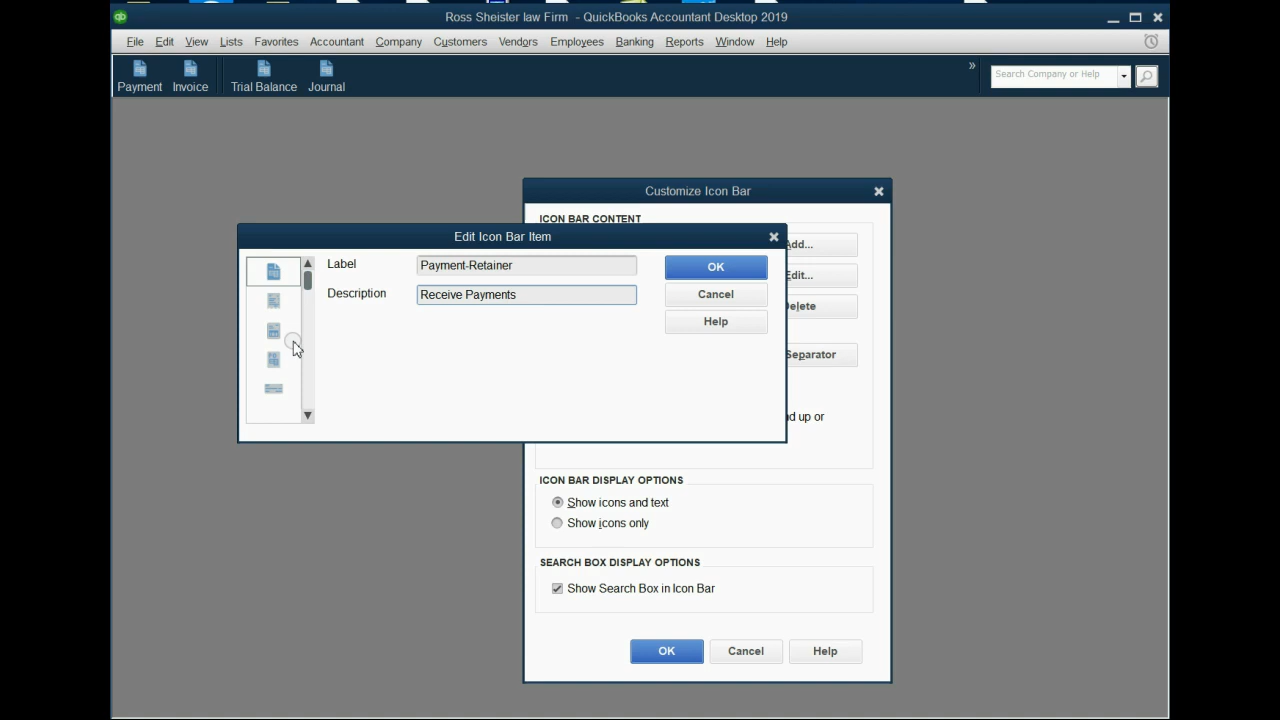 Ross Sheister law Firm - QuickBooks Accountant Desktop 2019
File Edit View Lists Favorites Accountant Company Customers Vendors Employees Banking Reports Window Help
Payment Invoice Trial Balance Journal
» Search Company or Help
Customize Icon Bar
ICON BAR CONTENT
Edit Icon Bar Item
Label Payment-Retainer OK
Description Receive Payments Cancel
Help
Add...
Edit...
Delete
Separator
up or
ICON BAR DISPLAY OPTIONS
Show icons and text
Show icons only
SEARCH BOX DISPLAY OPTIONS
Show Search Box in Icon Bar
OK Cancel Help